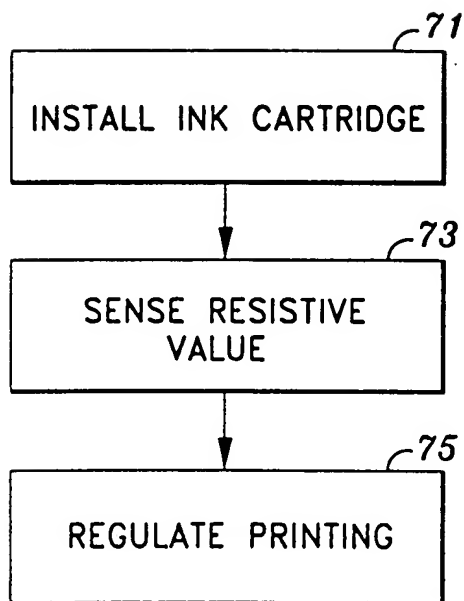 71
INSTALL INK CARTRIDGE
73
SENSE RESISTIVE
VALUE
75
REGULATE PRINTING